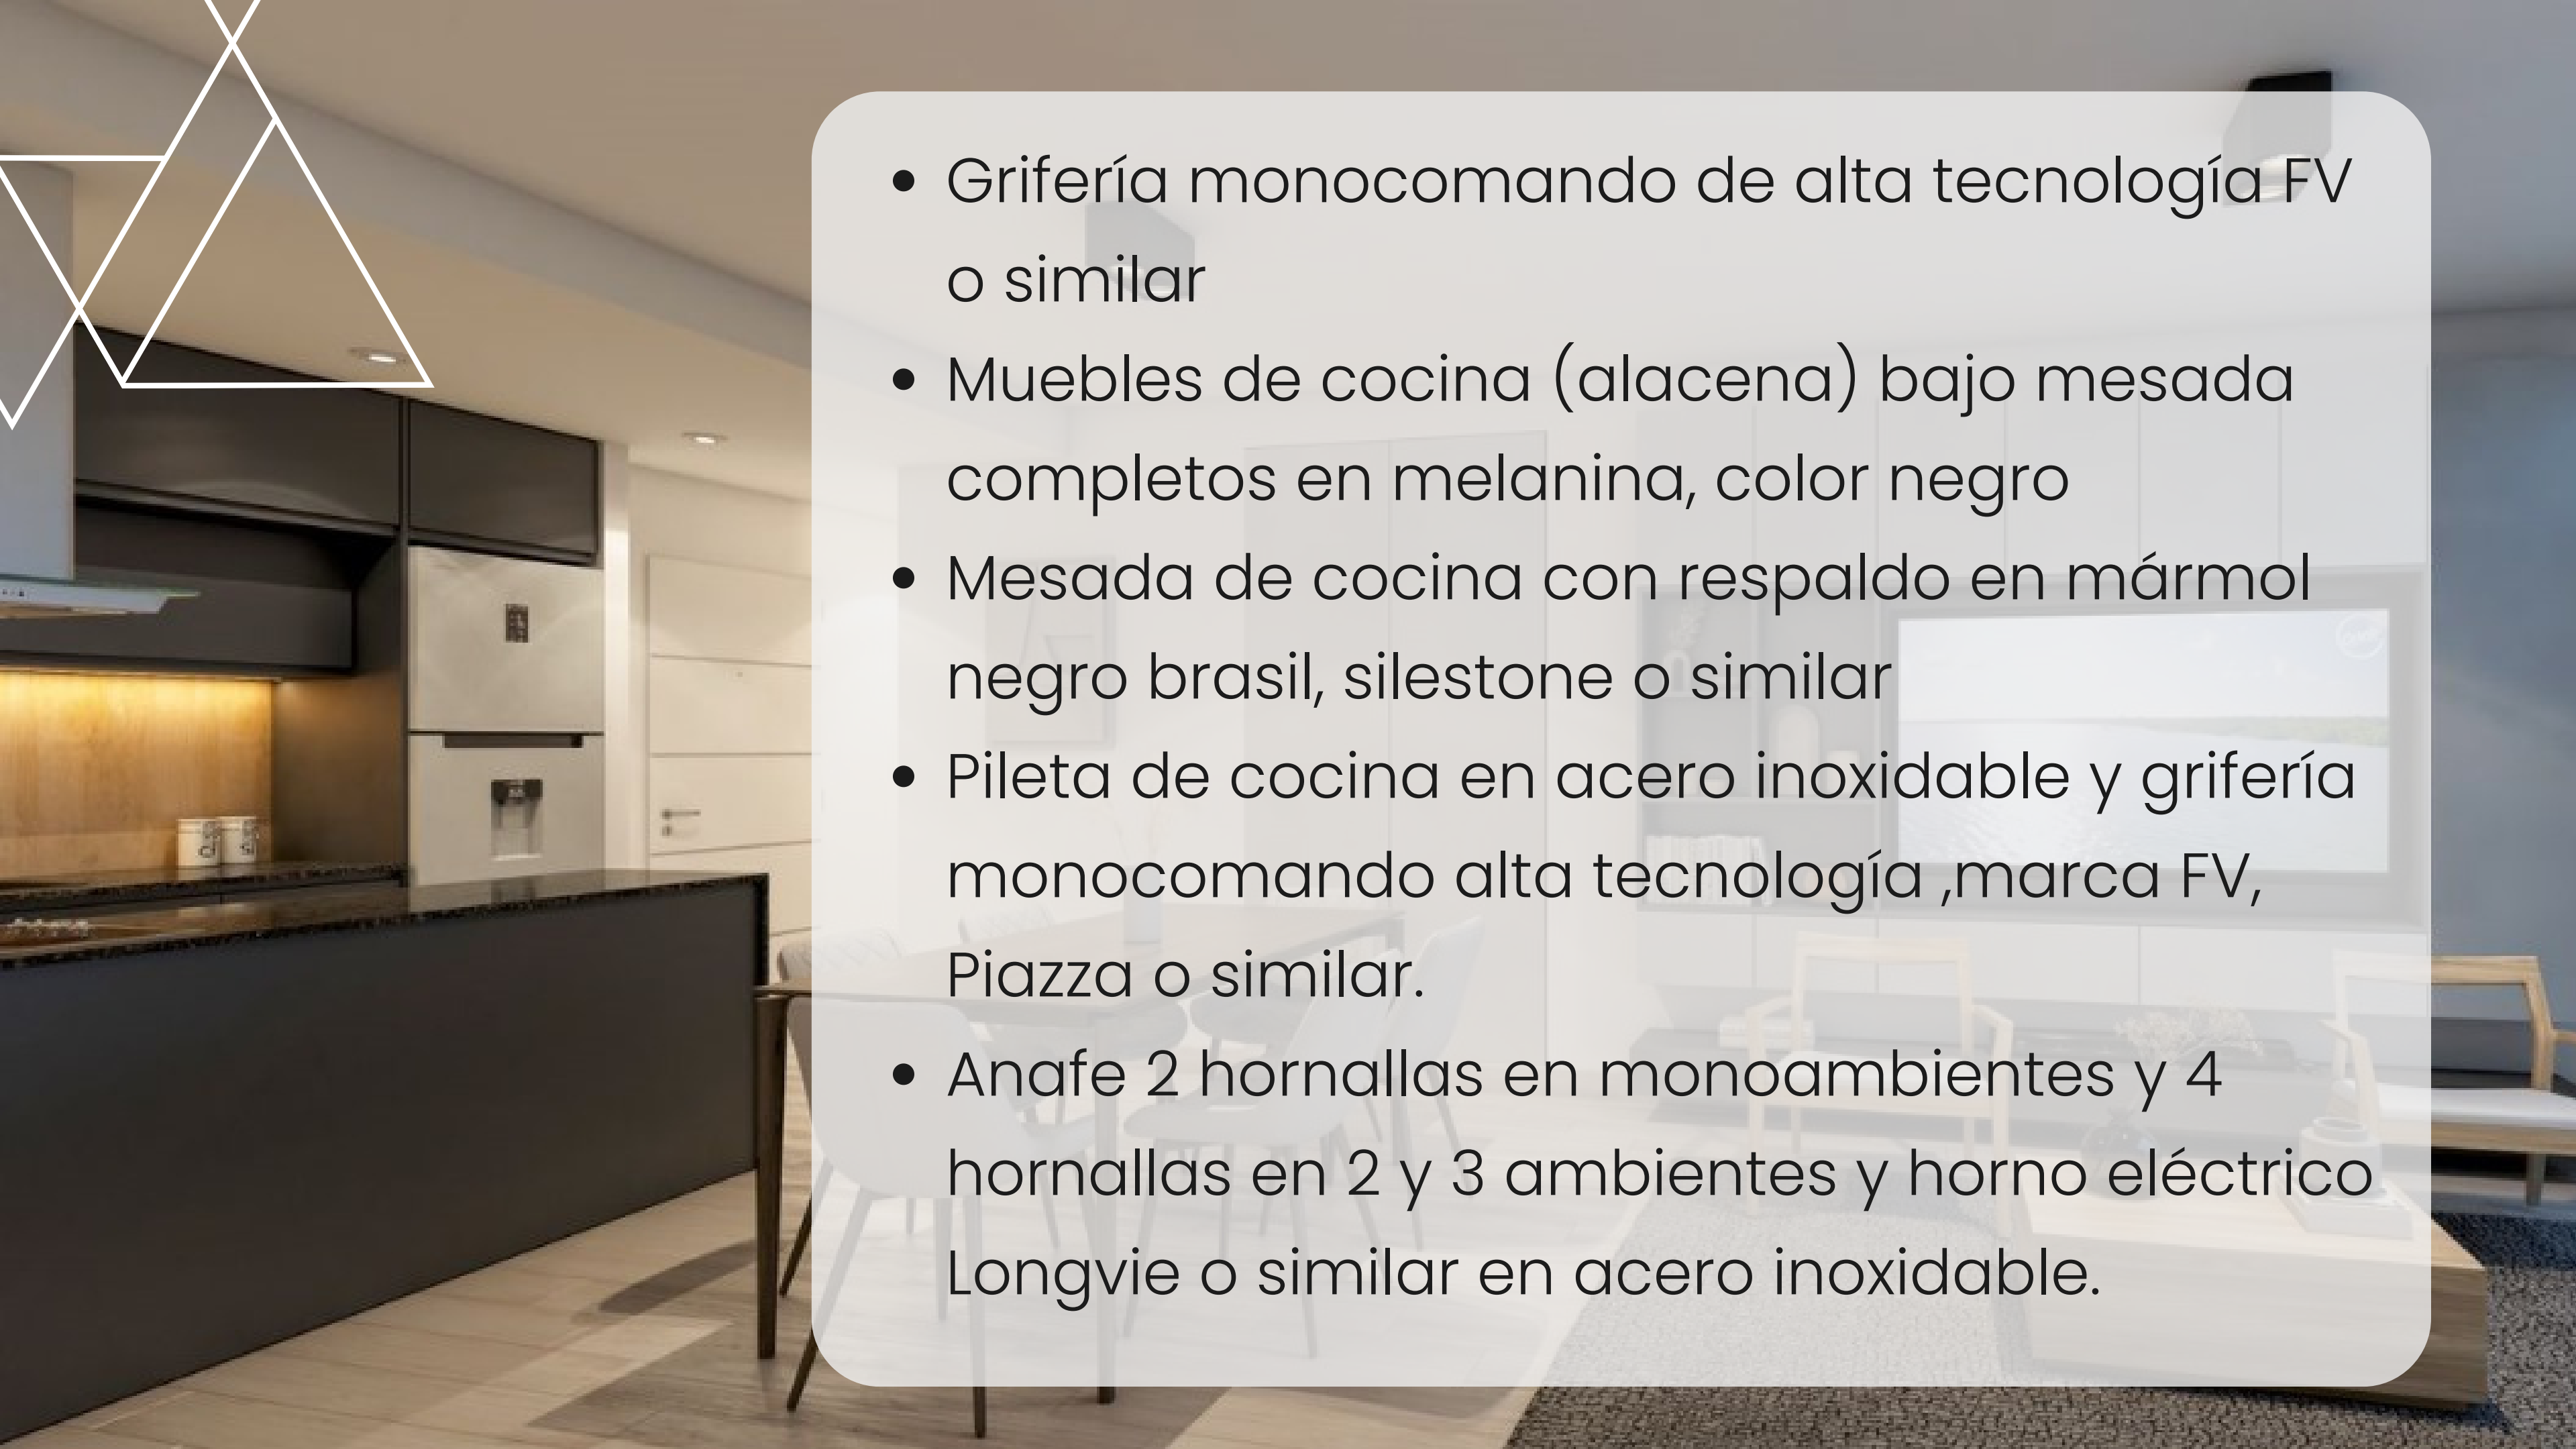 • Grifería monocomando de alta tecnología FV
o similar
• Muebles de cocina (alacena) bajo mesada
completos en melanina, color negro
• Mesada de cocina con respaldo en mármol
negro brasil, silestone o similar
• Pileta de cocina en acero inoxidable y grifería
monocomando alta tecnología ,marca FV,
Piazza o similar.
• Anafe 2 hornallas en monoambientes y 4
hornallas en 2 y 3 ambientes y horno eléctrico
Longvie o similar en acero inoxidable.